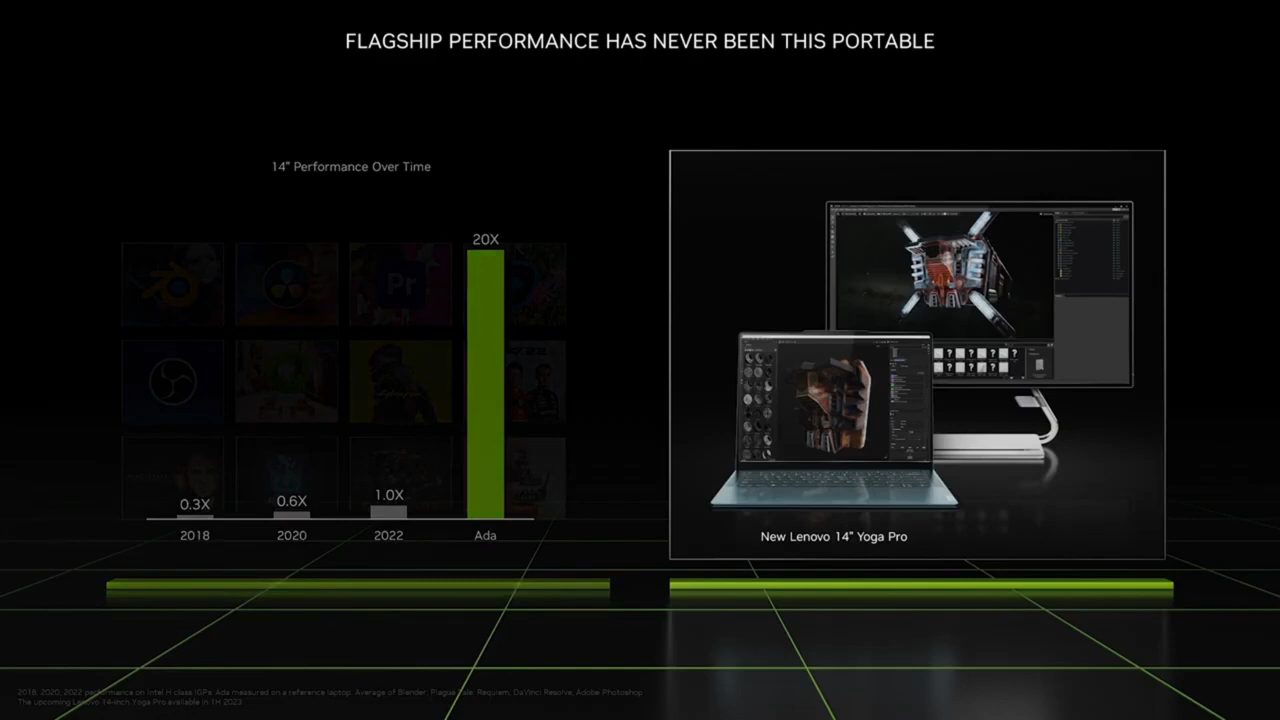 FLAGSHIP PERFORMANCE HAS NEVER BEEN THIS PORTABLE
14" Performance Over Time
20X
Pr
0.3X
0.6X
1.0X
2018
2020
2022
Ada
New Lenovo 14" Yoga Pro
2018, 2020, 2022 performance on Intel H class IGPs. Ada measured on a reference laptop. Average of Blender, Plague Tale: Requiem, DaVinci Resolve, Adobe Photoshop
The upcoming Lenovo 14-inch Yoga Pro available in 1H 2023